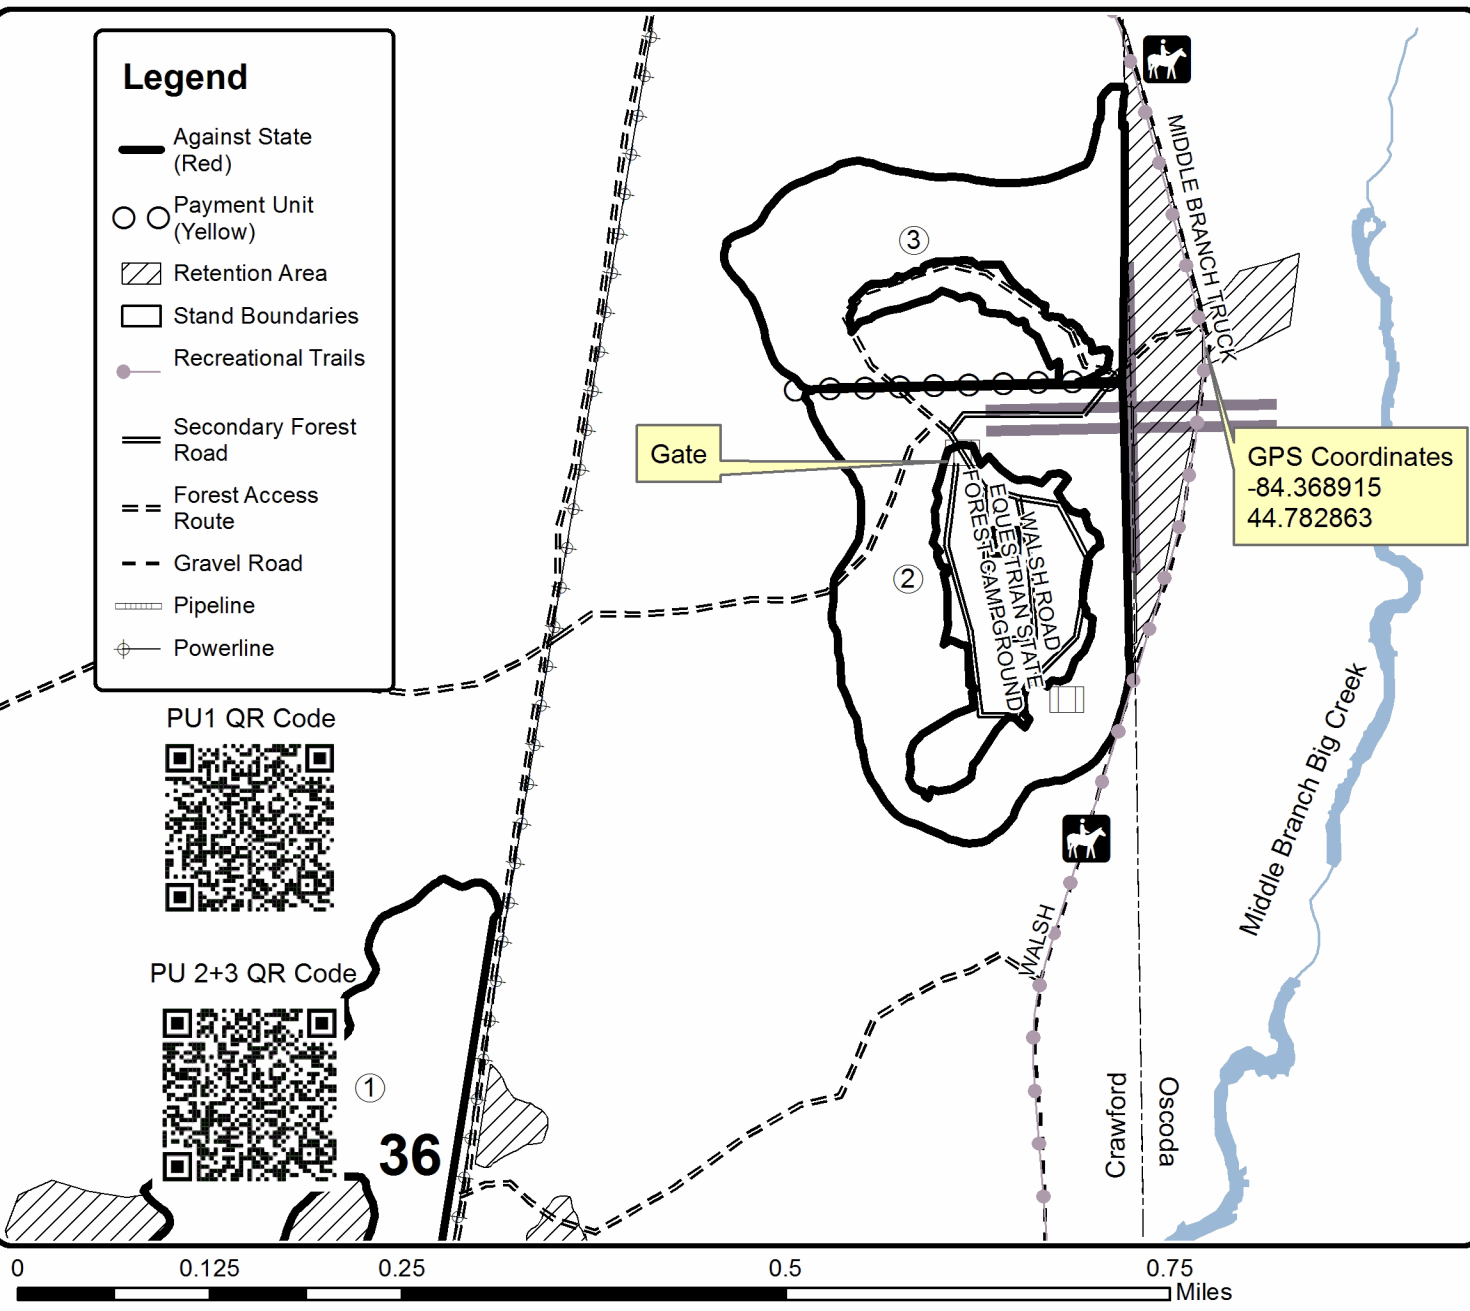 Legend
Against State
(Red)
Payment Unit
(Yellow)
Retention Area
Stand Boundaries
Recreational Trails
Secondary Forest
Road
Forest Access
Route
Gravel Road
Pipeline
Powerline
PU1 QR Code
PU 2+3 QR Code
1
36
3
2
Gate
MIDDLE BRANCH TRUCK
GPS Coordinates
-84.368915
44.782863
WALSH ROAD
EQUESTRIAN STATE
FOREST CAMPGROUND
WALSH
Middle Branch Big Creek
Crawford
Oscoda
0 0.125 0.25 0.5 0.75
Miles